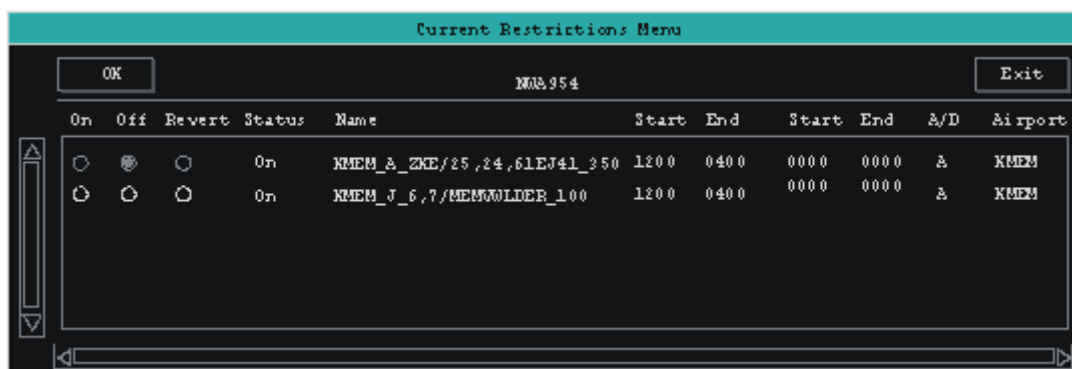 Current Restrictions Menu
OK NWA954 Exit
On Off Revert Status Name Start End Start End A/D Airport
On KMEM_A_ZKE/25,24,61EJ41_350 1200 0400 0000 0000 A KMEM
On KMEM_J_6,7/MEMWLDER_100 1200 0400 0000 0000 A KMEM